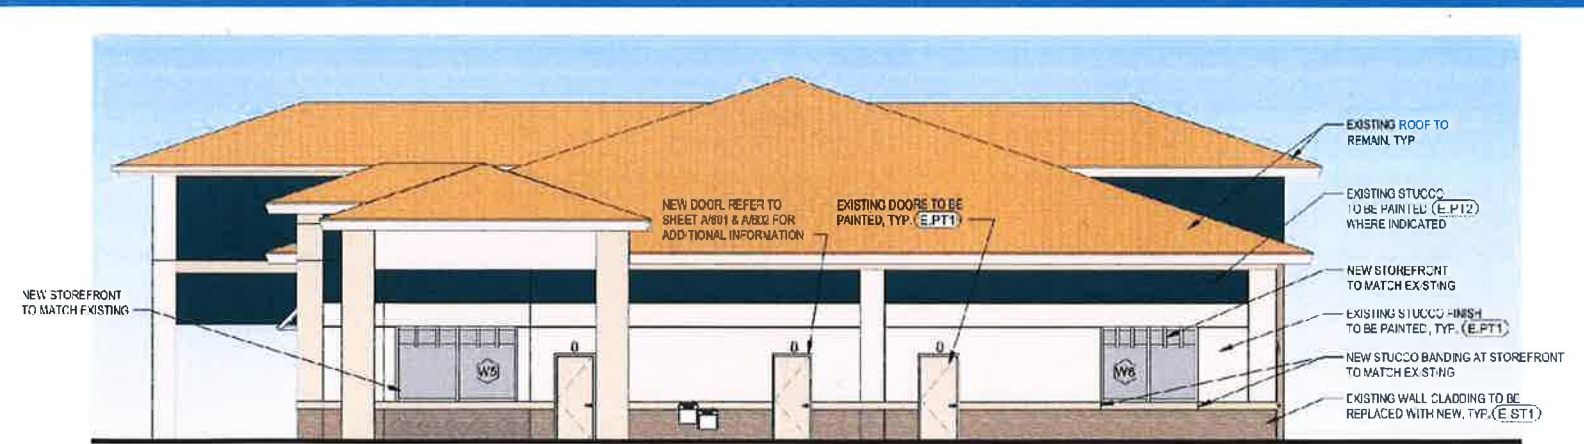 NEW STOREFRONT
TO MATCH EXISTING
NEW DOOR. REFER TO
SHEET A/601 & A/602 FOR
ADDITIONAL INFORMATION
EXISTING DOORS TO BE
PAINTED, TYP. E.PT1
W5
W6
EXISTING ROOF TO
REMAIN, TYP
EXISTING STUCCO
TO BE PAINTED E.PT2
WHERE INDICATED
NEW STOREFRONT
TO MATCH EXISTING
EXISTING STUCCO FINISH
TO BE PAINTED, TYP. E.PT1
NEW STUCCO BANDING AT STOREFRONT
TO MATCH EXISTING
EXISTING WALL CLADDING TO BE
REPLACED WITH NEW, TYP. E.ST1